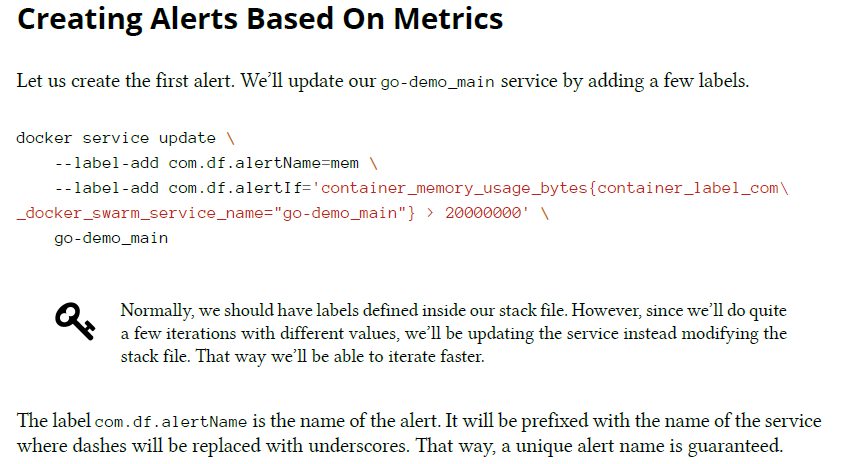 Creating Alerts Based On Metrics
Let us create the first alert. We’ll update our go-demo_main service by adding a few labels.
docker service update \
--label-add com.df.alertName=mem \
--label-add com.df.alertIf='container_memory_usage_bytes{container_label_com\
_docker_swarm_service_name="go-demo_main"} > 20000000' \
go-demo_main
Normally, we should have labels defined inside our stack file. However, since we’ll do quite
a few iterations with different values, we’ll be updating the service instead modifying the
stack file. That way we’ll be able to iterate faster.
The label com.df.alertName is the name of the alert. It will be prefixed with the name of the service
where dashes will be replaced with underscores. That way, a unique alert name is guaranteed.